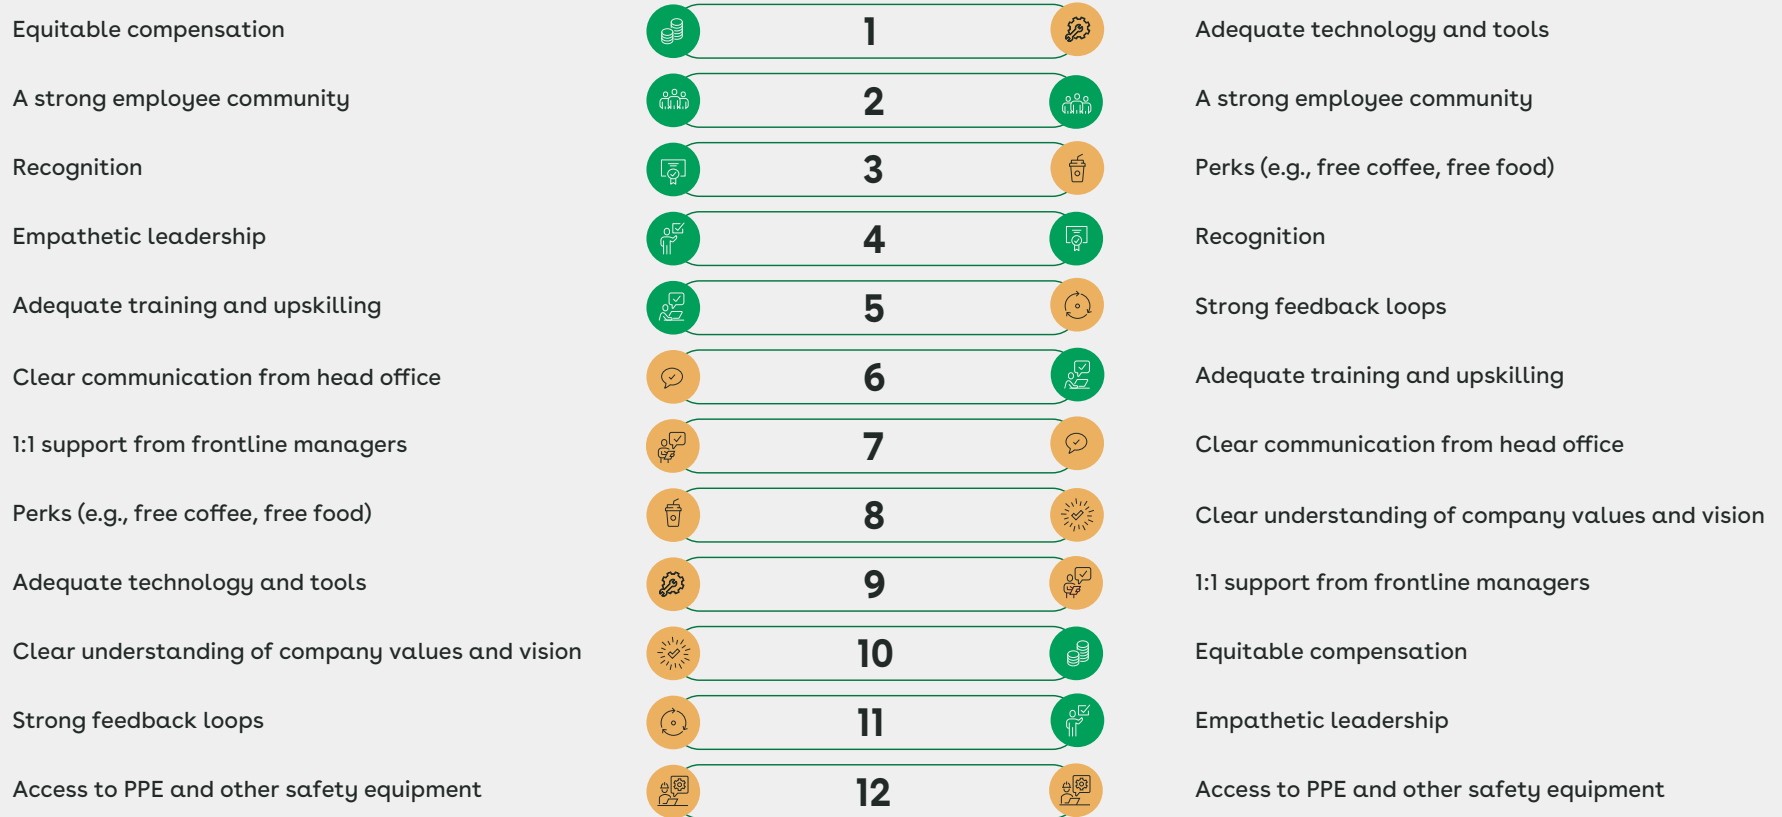 Equitable compensation 1 Adequate technology and tools
A strong employee community 2 A strong employee community
Recognition 3 Perks (e.g., free coffee, free food)
Empathetic leadership 4 Recognition
Adequate training and upskilling 5 Strong feedback loops
Clear communication from head office 6 Adequate training and upskilling
1:1 support from frontline managers 7 Clear communication from head office
Perks (e.g., free coffee, free food) 8 Clear understanding of company values and vision
Adequate technology and tools 9 1:1 support from frontline managers
Clear understanding of company values and vision 10 Equitable compensation
Strong feedback loops 11 Empathetic leadership
Access to PPE and other safety equipment 12 Access to PPE and other safety equipment